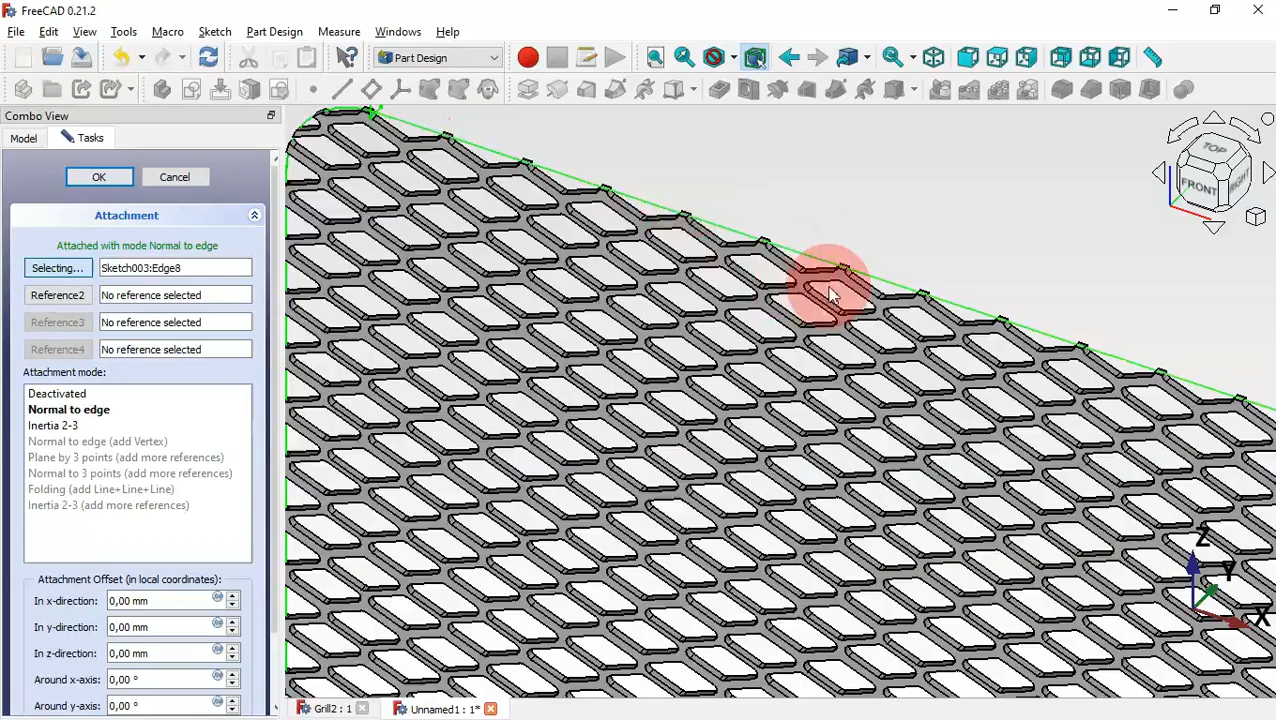 FreeCAD 0.21.2
File Edit View Tools Macro Sketch Part Design Measure Windows Help
Part Design
Combo View
Model Tasks
OK Cancel
Attachment
Attached with mode Normal to edge
Selecting... Sketch003:Edge8
Reference2 No reference selected
Reference3 No reference selected
Reference4 No reference selected
Attachment mode:
Deactivated
Normal to edge
Inertia 2-3
Normal to edge (add Vertex)
Plane by 3 points (add more references)
Normal to 3 points (add more references)
Folding (add Line+Line+Line)
Inertia 2-3 (add more references)
Attachment Offset (in local coordinates):
In x-direction: 0,00 mm
In y-direction: 0,00 mm
In z-direction: 0,00 mm
Around x-axis: 0,00 °
Around y-axis: 0,00 °
TOP
FRONT RIGHT
Z
Y
X
Grill2 : 1 Unnamed1 : 1*